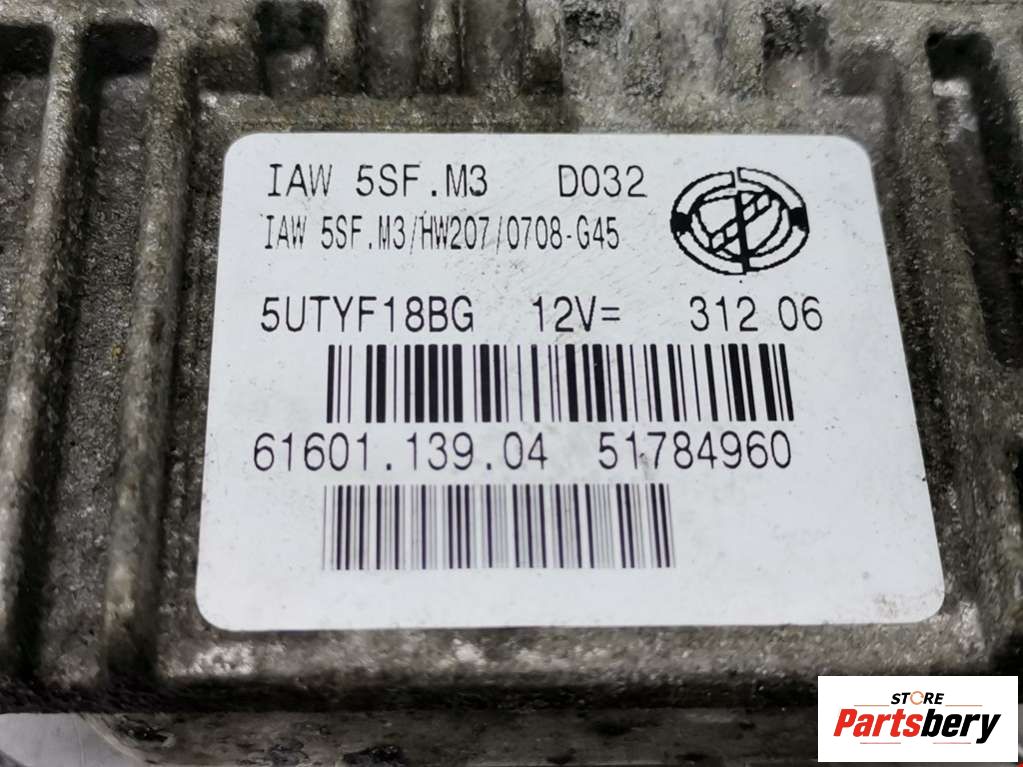 IAW 5SF.M3 D032
IAW 5SF.M3/HW207/0708-G45
5UTYF18BG 12V= 312 06
61601.139.04 51784960
STORE
Partsbery